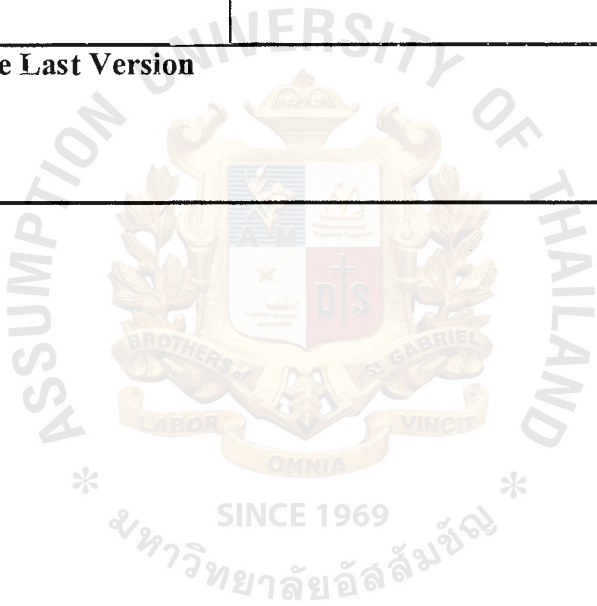 e Last Version
ASSUMPTION UNIVERSITY OF THAILAND
A M
D S
BROTHERS of St GABRIEL
LABOR OMNIA VINCIT
SINCE 1969
* มหาวิทยาลัยอัสสัมชัญ *